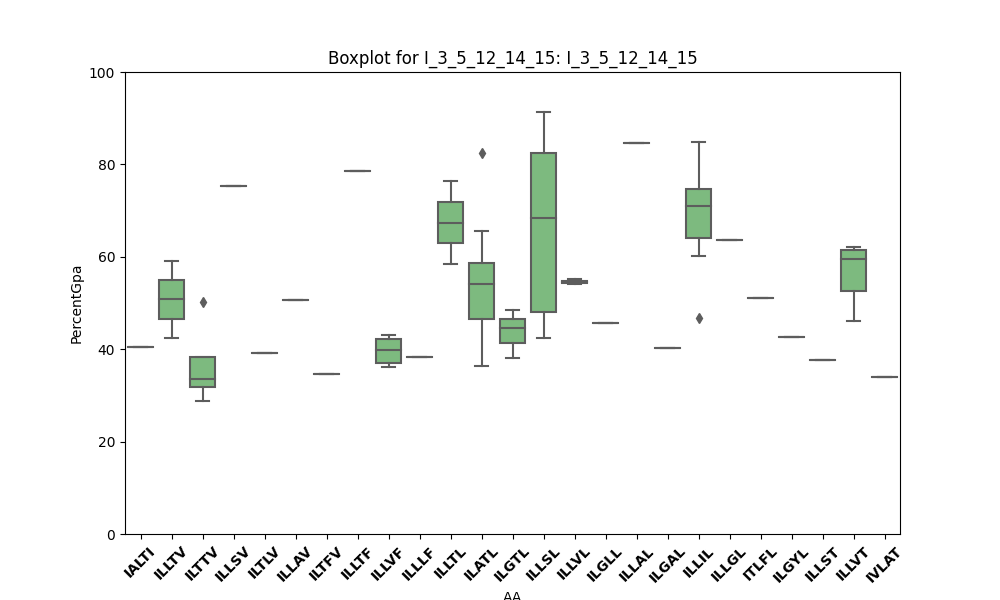 Boxplot for I_3_5_12_14_15: I_3_5_12_14_15
100
80
60
40
20
0
PercentGpa
IALTI ILLTV ILTTV ILLSV ILTLV ILLAV ILTFV ILLTF ILLVF ILLLF ILLTL ILATL ILGTL ILLSL ILLVL ILGLL ILLAL ILGAL ILLIL ILLGL ITLFL ILGYL ILLST ILLVT IVLAT
AA